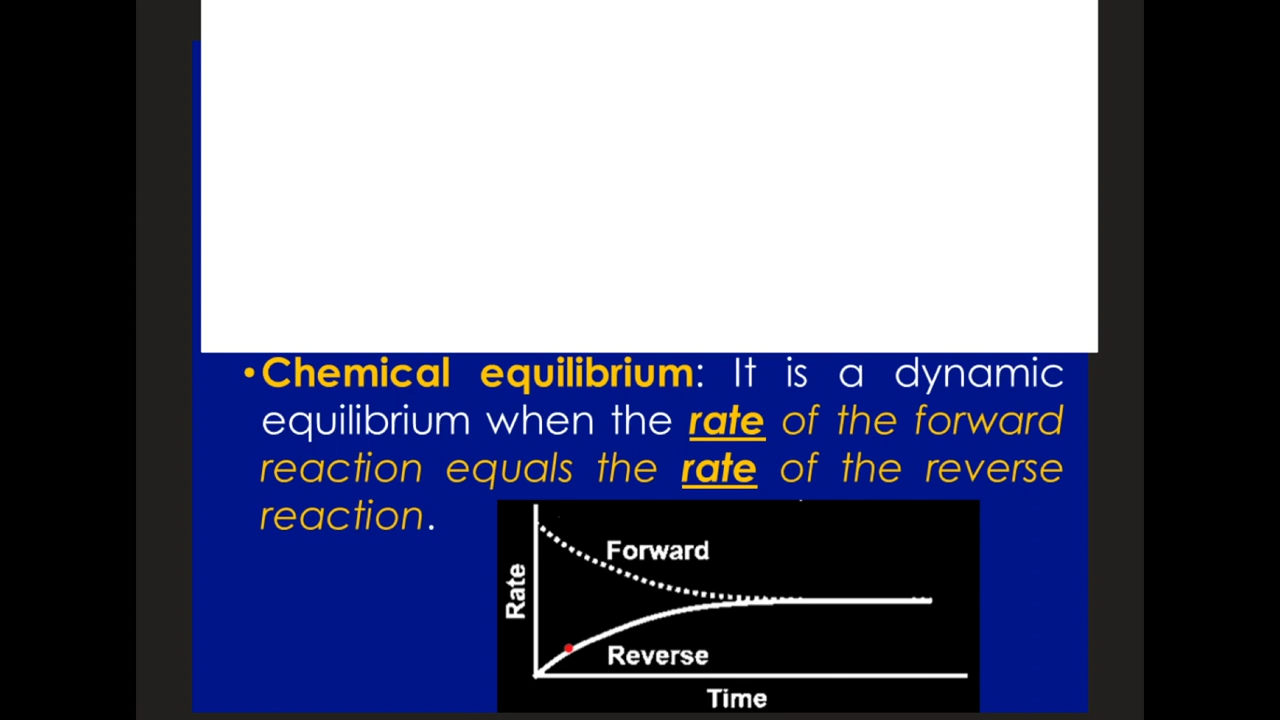 •Chemical equilibrium: It is a dynamic
equilibrium when the rate of the forward
reaction equals the rate of the reverse
reaction.
Forward
Rate
Reverse
Time